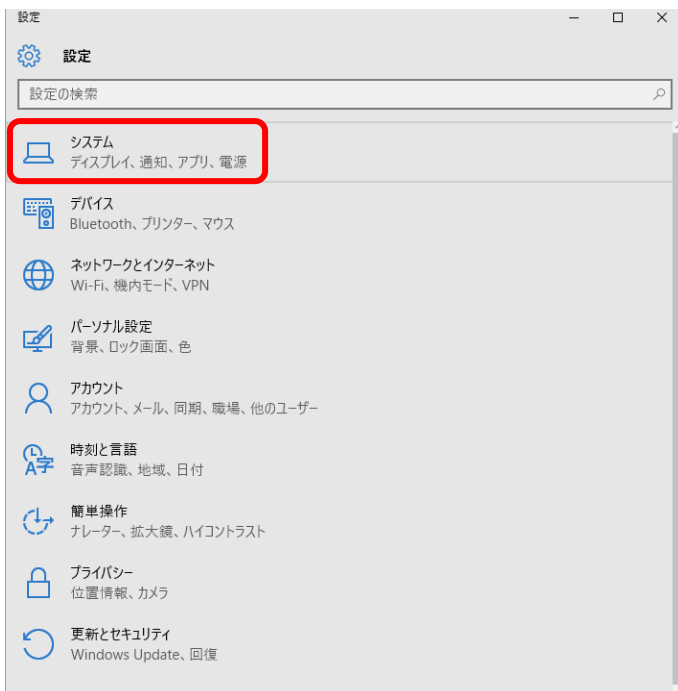 設定
設定
設定の検索
システム
ディスプレイ、通知、アプリ、電源
デバイス
Bluetooth、プリンター、マウス
ネットワークとインターネット
Wi-Fi、機内モード、VPN
パーソナル設定
背景、ロック画面、色
アカウント
アカウント、メール、同期、職場、他のユーザー
時刻と言語
音声認識、地域、日付
簡単操作
ナレーター、拡大鏡、ハイコントラスト
プライバシー
位置情報、カメラ
更新とセキュリティ
Windows Update、回復